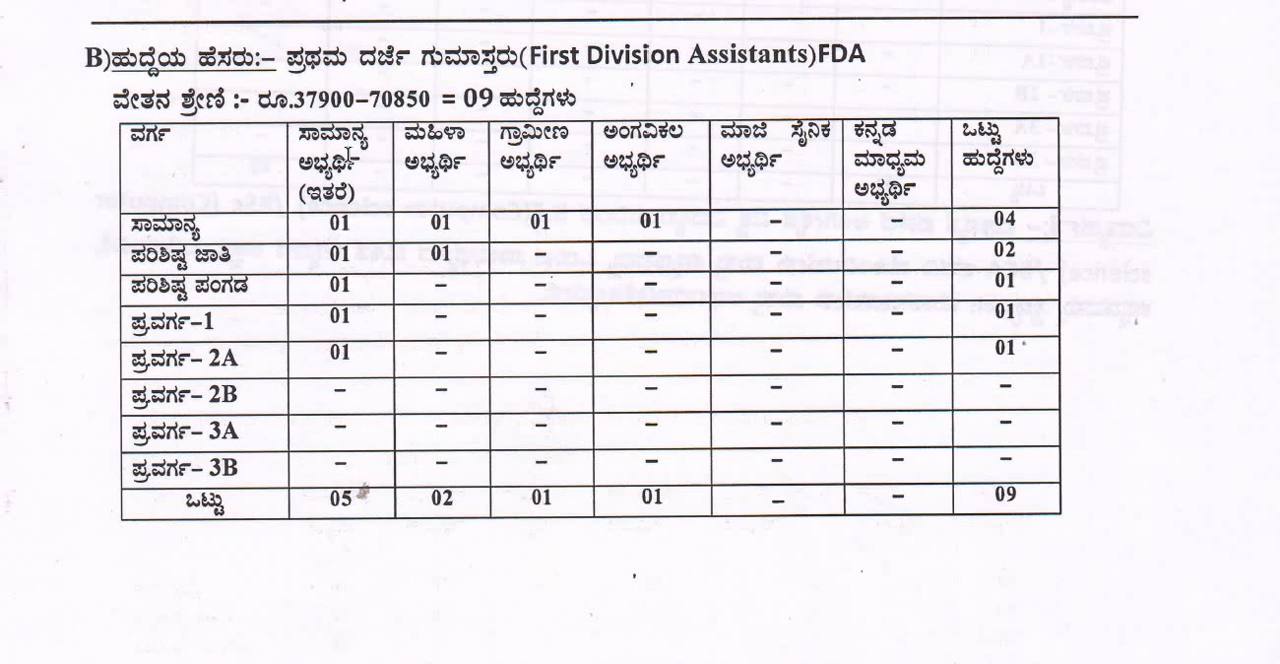 B)ಹುದ್ದೆಯ ಹೆಸರು:– ಪ್ರಥಮ ದರ್ಜೆ ಗುಮಾಸ್ತರು(First Division Assistants)FDA
ವೇತನ ಶ್ರೇಣಿ :- ರೂ.37900–70850 = 09 ಹುದ್ದೆಗಳು
ವರ್ಗ ಸಾಮಾನ್ಯ ಅಭ್ಯರ್ಥಿ (ಇತರೆ) ಮಹಿಳಾ ಅಭ್ಯರ್ಥಿ ಗ್ರಾಮೀಣ ಅಭ್ಯರ್ಥಿ ಅಂಗವಿಕಲ ಅಭ್ಯರ್ಥಿ ಮಾಜಿ ಸೈನಿಕ ಅಭ್ಯರ್ಥಿ ಕನ್ನಡ ಮಾಧ್ಯಮ ಅಭ್ಯರ್ಥಿ ಒಟ್ಟು ಹುದ್ದೆಗಳು
ಸಾಮಾನ್ಯ 01 01 01 01 – – 04
ಪರಿಶಿಷ್ಟ ಜಾತಿ 01 01 – – – – 02
ಪರಿಶಿಷ್ಟ ಪಂಗಡ 01 – – – – – 01
ಪ್ರವರ್ಗ–1 01 – – – – – 01
ಪ್ರವರ್ಗ– 2A 01 – – – – – 01
ಪ್ರವರ್ಗ– 2B – – – – – – –
ಪ್ರವರ್ಗ– 3A – – – – – – –
ಪ್ರವರ್ಗ– 3B – – – – – – –
ಒಟ್ಟು 05 02 01 01 – – 09